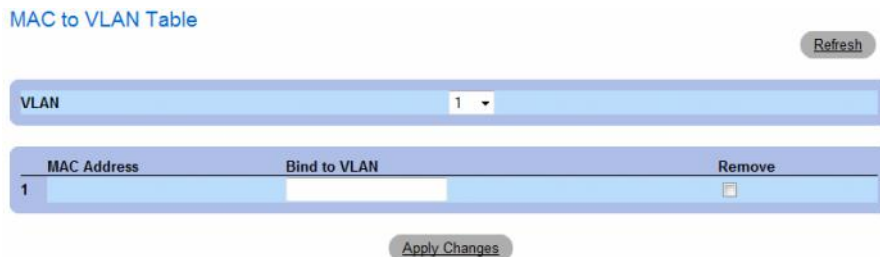 MAC to VLAN Table
Refresh
VLAN 1
MAC Address Bind to VLAN Remove
1
Apply Changes